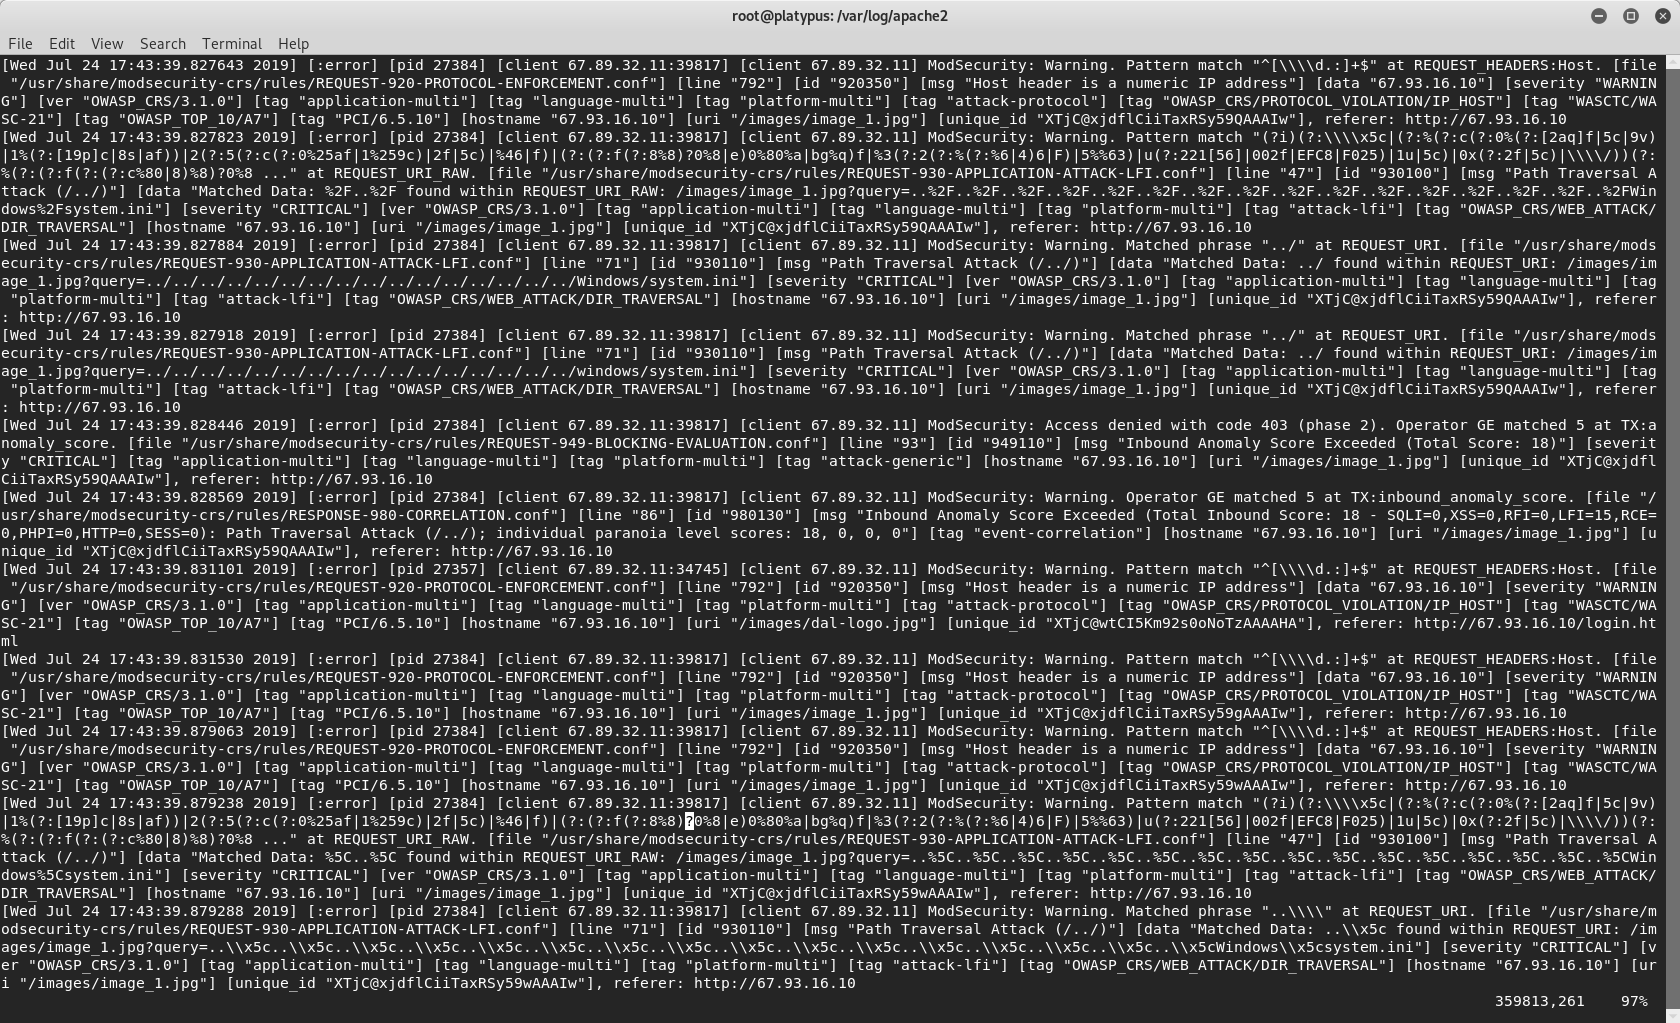 root@platypus: /var/log/apache2
File Edit View Search Terminal Help
[Wed Jul 24 17:43:39.827643 2019] [:error] [pid 27384] [client 67.89.32.11:39817] [client 67.89.32.11] ModSecurity: Warning. Pattern match "^[\\\\d.:]+$" at REQUEST_HEADERS:Host. [file
"/usr/share/modsecurity-crs/rules/REQUEST-920-PROTOCOL-ENFORCEMENT.conf"] [line "792"] [id "920350"] [msg "Host header is a numeric IP address"] [data "67.93.16.10"] [severity "WARNIN
G"] [ver "OWASP_CRS/3.1.0"] [tag "application-multi"] [tag "language-multi"] [tag "platform-multi"] [tag "attack-protocol"] [tag "OWASP_CRS/PROTOCOL_VIOLATION/IP_HOST"] [tag "WASCTC/WA
SC-21"] [tag "OWASP_TOP_10/A7"] [tag "PCI/6.5.10"] [hostname "67.93.16.10"] [uri "/images/image_1.jpg"] [unique_id "XTjC@xjdflCiiTaxRSy59QAAAIw"], referer: http://67.93.16.10
[Wed Jul 24 17:43:39.827823 2019] [:error] [pid 27384] [client 67.89.32.11:39817] [client 67.89.32.11] ModSecurity: Warning. Pattern match "(?i)(?:\\\\x5c|(?:%(?:c(?:0%(?:[2aq]f|5c|9v)
|1%(?:[19p]c|8s|af))|2(?:5(?:c(?:0%25af|1%259c)|2f|5c)|%46|f)|(?:(?:f(?:8%8)?0%8|e)0%80%a|bg%q)f|%3(?:2(?:%(?:%6|4)6|F)|5%%63)|u(?:221[56]|002f|EFC8|F025)|1u|5c)|0x(?:2f|5c)|\\\\/))(?:
%(?:(?:f(?:(?:c%80|8)%8)?0%8 ..." at REQUEST_URI_RAW. [file "/usr/share/modsecurity-crs/rules/REQUEST-930-APPLICATION-ATTACK-LFI.conf"] [line "47"] [id "930100"] [msg "Path Traversal A
ttack (/../)"] [data "Matched Data: %2F..%2F found within REQUEST_URI_RAW: /images/image_1.jpg?query=..%2F..%2F..%2F..%2F..%2F..%2F..%2F..%2F..%2F..%2F..%2F..%2F..%2F..%2F..%2F..%2FWin
dows%2Fsystem.ini"] [severity "CRITICAL"] [ver "OWASP_CRS/3.1.0"] [tag "application-multi"] [tag "language-multi"] [tag "platform-multi"] [tag "attack-lfi"] [tag "OWASP_CRS/WEB_ATTACK/
DIR_TRAVERSAL"] [hostname "67.93.16.10"] [uri "/images/image_1.jpg"] [unique_id "XTjC@xjdflCiiTaxRSy59QAAAIw"], referer: http://67.93.16.10
[Wed Jul 24 17:43:39.827884 2019] [:error] [pid 27384] [client 67.89.32.11:39817] [client 67.89.32.11] ModSecurity: Warning. Matched phrase "../" at REQUEST_URI. [file "/usr/share/mods
ecurity-crs/rules/REQUEST-930-APPLICATION-ATTACK-LFI.conf"] [line "71"] [id "930110"] [msg "Path Traversal Attack (/../)"] [data "Matched Data: ../ found within REQUEST_URI: /images/im
age_1.jpg?query=../../../../../../../../../../../../../../../../Windows/system.ini"] [severity "CRITICAL"] [ver "OWASP_CRS/3.1.0"] [tag "application-multi"] [tag "language-multi"] [tag
"platform-multi"] [tag "attack-lfi"] [tag "OWASP_CRS/WEB_ATTACK/DIR_TRAVERSAL"] [hostname "67.93.16.10"] [uri "/images/image_1.jpg"] [unique_id "XTjC@xjdflCiiTaxRSy59QAAAIw"], referer
: http://67.93.16.10
[Wed Jul 24 17:43:39.827918 2019] [:error] [pid 27384] [client 67.89.32.11:39817] [client 67.89.32.11] ModSecurity: Warning. Matched phrase "../" at REQUEST_URI. [file "/usr/share/mods
ecurity-crs/rules/REQUEST-930-APPLICATION-ATTACK-LFI.conf"] [line "71"] [id "930110"] [msg "Path Traversal Attack (/../)"] [data "Matched Data: ../ found within REQUEST_URI: /images/im
age_1.jpg?query=../../../../../../../../../../../../../../../../windows/system.ini"] [severity "CRITICAL"] [ver "OWASP_CRS/3.1.0"] [tag "application-multi"] [tag "language-multi"] [tag
"platform-multi"] [tag "attack-lfi"] [tag "OWASP_CRS/WEB_ATTACK/DIR_TRAVERSAL"] [hostname "67.93.16.10"] [uri "/images/image_1.jpg"] [unique_id "XTjC@xjdflCiiTaxRSy59QAAAIw"], referer
: http://67.93.16.10
[Wed Jul 24 17:43:39.828446 2019] [:error] [pid 27384] [client 67.89.32.11:39817] [client 67.89.32.11] ModSecurity: Access denied with code 403 (phase 2). Operator GE matched 5 at TX:a
nomaly_score. [file "/usr/share/modsecurity-crs/rules/REQUEST-949-BLOCKING-EVALUATION.conf"] [line "93"] [id "949110"] [msg "Inbound Anomaly Score Exceeded (Total Score: 18)"] [severit
y "CRITICAL"] [tag "application-multi"] [tag "language-multi"] [tag "platform-multi"] [tag "attack-generic"] [hostname "67.93.16.10"] [uri "/images/image_1.jpg"] [unique_id "XTjC@xjdfl
CiiTaxRSy59QAAAIw"], referer: http://67.93.16.10
[Wed Jul 24 17:43:39.828569 2019] [:error] [pid 27384] [client 67.89.32.11:39817] [client 67.89.32.11] ModSecurity: Warning. Operator GE matched 5 at TX:inbound_anomaly_score. [file "/
usr/share/modsecurity-crs/rules/RESPONSE-980-CORRELATION.conf"] [line "86"] [id "980130"] [msg "Inbound Anomaly Score Exceeded (Total Inbound Score: 18 - SQLI=0,XSS=0,RFI=0,LFI=15,RCE=
0,PHPI=0,HTTP=0,SESS=0): Path Traversal Attack (/../); individual paranoia level scores: 18, 0, 0, 0"] [tag "event-correlation"] [hostname "67.93.16.10"] [uri "/images/image_1.jpg"] [u
nique_id "XTjC@xjdflCiiTaxRSy59QAAAIw"], referer: http://67.93.16.10
[Wed Jul 24 17:43:39.831101 2019] [:error] [pid 27357] [client 67.89.32.11:34745] [client 67.89.32.11] ModSecurity: Warning. Pattern match "^[\\\\d.:]+$" at REQUEST_HEADERS:Host. [file
"/usr/share/modsecurity-crs/rules/REQUEST-920-PROTOCOL-ENFORCEMENT.conf"] [line "792"] [id "920350"] [msg "Host header is a numeric IP address"] [data "67.93.16.10"] [severity "WARNIN
G"] [ver "OWASP_CRS/3.1.0"] [tag "application-multi"] [tag "language-multi"] [tag "platform-multi"] [tag "attack-protocol"] [tag "OWASP_CRS/PROTOCOL_VIOLATION/IP_HOST"] [tag "WASCTC/WA
SC-21"] [tag "OWASP_TOP_10/A7"] [tag "PCI/6.5.10"] [hostname "67.93.16.10"] [uri "/images/dal-logo.jpg"] [unique_id "XTjC@wtCI5Km92s0oNoTzAAAAHA"], referer: http://67.93.16.10/login.ht
ml
[Wed Jul 24 17:43:39.831530 2019] [:error] [pid 27384] [client 67.89.32.11:39817] [client 67.89.32.11] ModSecurity: Warning. Pattern match "^[\\\\d.:]+$" at REQUEST_HEADERS:Host. [file
"/usr/share/modsecurity-crs/rules/REQUEST-920-PROTOCOL-ENFORCEMENT.conf"] [line "792"] [id "920350"] [msg "Host header is a numeric IP address"] [data "67.93.16.10"] [severity "WARNIN
G"] [ver "OWASP_CRS/3.1.0"] [tag "application-multi"] [tag "language-multi"] [tag "platform-multi"] [tag "attack-protocol"] [tag "OWASP_CRS/PROTOCOL_VIOLATION/IP_HOST"] [tag "WASCTC/WA
SC-21"] [tag "OWASP_TOP_10/A7"] [tag "PCI/6.5.10"] [hostname "67.93.16.10"] [uri "/images/image_1.jpg"] [unique_id "XTjC@xjdflCiiTaxRSy59gAAAIw"], referer: http://67.93.16.10
[Wed Jul 24 17:43:39.879063 2019] [:error] [pid 27384] [client 67.89.32.11:39817] [client 67.89.32.11] ModSecurity: Warning. Pattern match "^[\\\\d.:]+$" at REQUEST_HEADERS:Host. [file
"/usr/share/modsecurity-crs/rules/REQUEST-920-PROTOCOL-ENFORCEMENT.conf"] [line "792"] [id "920350"] [msg "Host header is a numeric IP address"] [data "67.93.16.10"] [severity "WARNIN
G"] [ver "OWASP_CRS/3.1.0"] [tag "application-multi"] [tag "language-multi"] [tag "platform-multi"] [tag "attack-protocol"] [tag "OWASP_CRS/PROTOCOL_VIOLATION/IP_HOST"] [tag "WASCTC/WA
SC-21"] [tag "OWASP_TOP_10/A7"] [tag "PCI/6.5.10"] [hostname "67.93.16.10"] [uri "/images/image_1.jpg"] [unique_id "XTjC@xjdflCiiTaxRSy59wAAAIw"], referer: http://67.93.16.10
[Wed Jul 24 17:43:39.879238 2019] [:error] [pid 27384] [client 67.89.32.11:39817] [client 67.89.32.11] ModSecurity: Warning. Pattern match "(?i)(?:\\\\x5c|(?:%(?:c(?:0%(?:[2aq]f|5c|9v)
|1%(?:[19p]c|8s|af))|2(?:5(?:c(?:0%25af|1%259c)|2f|5c)|%46|f)|(?:(?:f(?:8%8)?0%8|e)0%80%a|bg%q)f|%3(?:2(?:%(?:%6|4)6|F)|5%%63)|u(?:221[56]|002f|EFC8|F025)|1u|5c)|0x(?:2f|5c)|\\\\/))(?:
%(?:(?:f(?:(?:c%80|8)%8)?0%8 ..." at REQUEST_URI_RAW. [file "/usr/share/modsecurity-crs/rules/REQUEST-930-APPLICATION-ATTACK-LFI.conf"] [line "47"] [id "930100"] [msg "Path Traversal A
ttack (/../)"] [data "Matched Data: %5C..%5C found within REQUEST_URI_RAW: /images/image_1.jpg?query=..%5C..%5C..%5C..%5C..%5C..%5C..%5C..%5C..%5C..%5C..%5C..%5C..%5C..%5C..%5C..%5CWin
dows%5Csystem.ini"] [severity "CRITICAL"] [ver "OWASP_CRS/3.1.0"] [tag "application-multi"] [tag "language-multi"] [tag "platform-multi"] [tag "attack-lfi"] [tag "OWASP_CRS/WEB_ATTACK/
DIR_TRAVERSAL"] [hostname "67.93.16.10"] [uri "/images/image_1.jpg"] [unique_id "XTjC@xjdflCiiTaxRSy59wAAAIw"], referer: http://67.93.16.10
[Wed Jul 24 17:43:39.879288 2019] [:error] [pid 27384] [client 67.89.32.11:39817] [client 67.89.32.11] ModSecurity: Warning. Matched phrase "..\\\\" at REQUEST_URI. [file "/usr/share/m
odsecurity-crs/rules/REQUEST-930-APPLICATION-ATTACK-LFI.conf"] [line "71"] [id "930110"] [msg "Path Traversal Attack (/../)"] [data "Matched Data: ..\\x5c found within REQUEST_URI: /im
ages/image_1.jpg?query=..\\x5c..\\x5c..\\x5c..\\x5c..\\x5c..\\x5c..\\x5c..\\x5c..\\x5c..\\x5c..\\x5c..\\x5c..\\x5c..\\x5c..\\x5c..\\x5cWindows\\x5csystem.ini"] [severity "CRITICAL"] [v
er "OWASP_CRS/3.1.0"] [tag "application-multi"] [tag "language-multi"] [tag "platform-multi"] [tag "attack-lfi"] [tag "OWASP_CRS/WEB_ATTACK/DIR_TRAVERSAL"] [hostname "67.93.16.10"] [ur
i "/images/image_1.jpg"] [unique_id "XTjC@xjdflCiiTaxRSy59wAAAIw"], referer: http://67.93.16.10
359813,261 97%